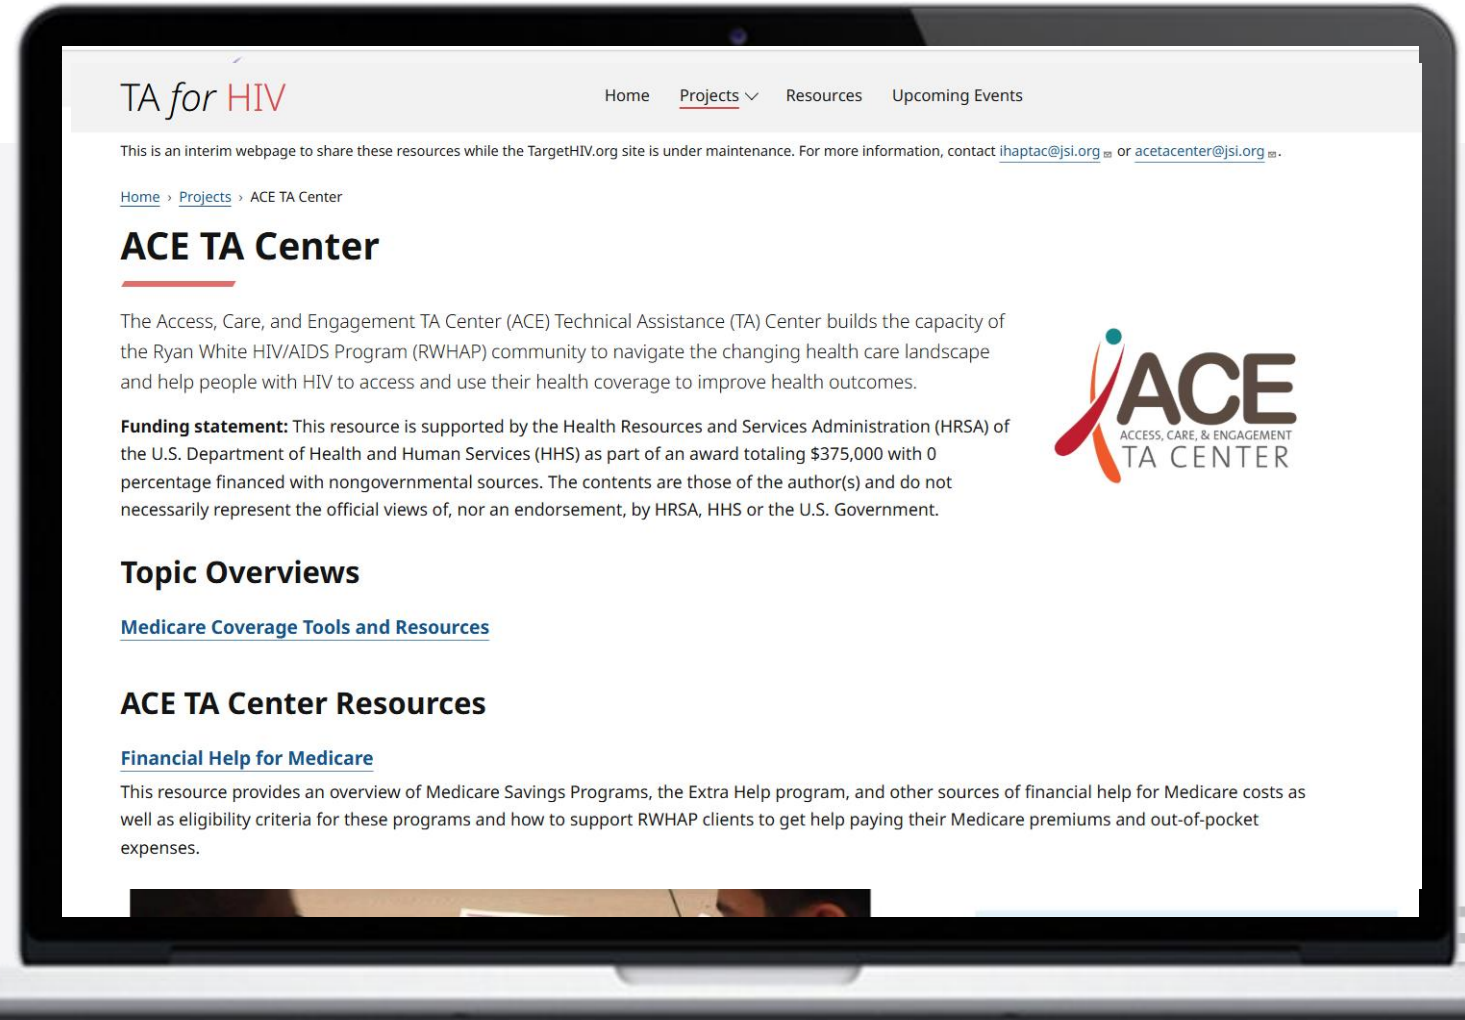 TA for HIV
Home Projects Resources Upcoming Events
This is an interim webpage to share these resources while the TargetHIV.org site is under maintenance. For more information, contact ihaptac@jsi.org or acetacenter@jsi.org.
Home › Projects › ACE TA Center
ACE TA Center
The Access, Care, and Engagement TA Center (ACE) Technical Assistance (TA) Center builds the capacity of
the Ryan White HIV/AIDS Program (RWHAP) community to navigate the changing health care landscape
and help people with HIV to access and use their health coverage to improve health outcomes.
Funding statement: This resource is supported by the Health Resources and Services Administration (HRSA) of
the U.S. Department of Health and Human Services (HHS) as part of an award totaling $375,000 with 0
percentage financed with nongovernmental sources. The contents are those of the author(s) and do not
necessarily represent the official views of, nor an endorsement, by HRSA, HHS or the U.S. Government.
ACE
ACCESS, CARE, & ENGAGEMENT
TA CENTER
Topic Overviews
Medicare Coverage Tools and Resources
ACE TA Center Resources
Financial Help for Medicare
This resource provides an overview of Medicare Savings Programs, the Extra Help program, and other sources of financial help for Medicare costs as
well as eligibility criteria for these programs and how to support RWHAP clients to get help paying their Medicare premiums and out-of-pocket
expenses.